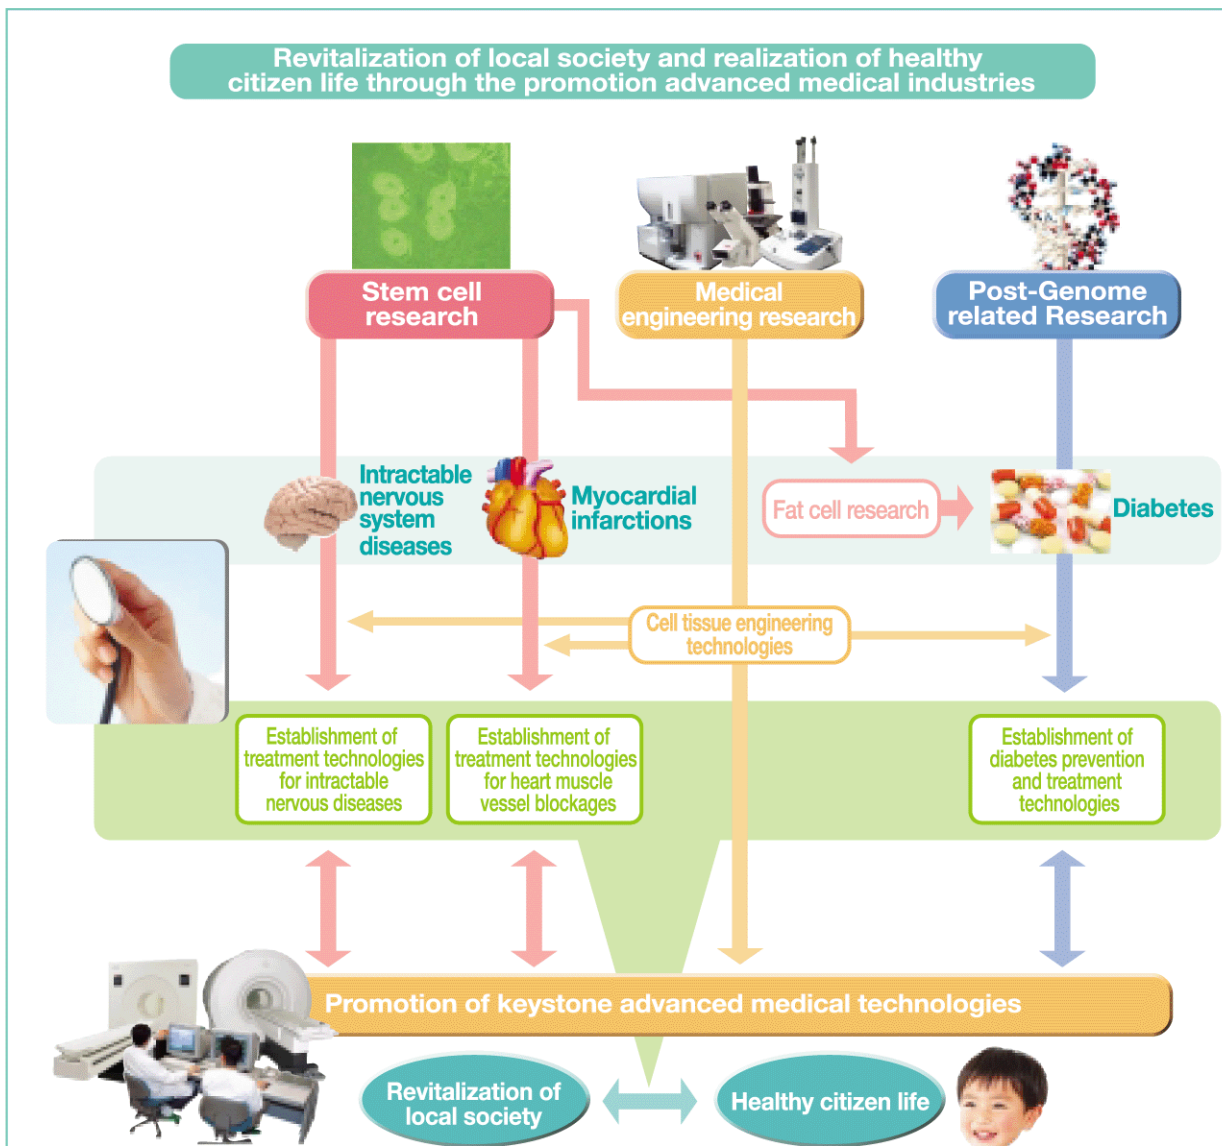 Revitalization of local society and realization of healthy
citizen life through the promotion advanced medical industries
Stem cell
research
Medical
engineering research
Post-Genome
related Research
Intractable
nervous
system
diseases
Myocardial
infarctions
Fat cell research
Diabetes
Cell tissue engineering
technologies
Establishment of
treatment technologies
for intractable
nervous diseases
Establishment of
treatment technologies
for heart muscle
vessel blockages
Establishment of
diabetes prevention
and treatment
technologies
Promotion of keystone advanced medical technologies
Revitalization of
local society
Healthy citizen life